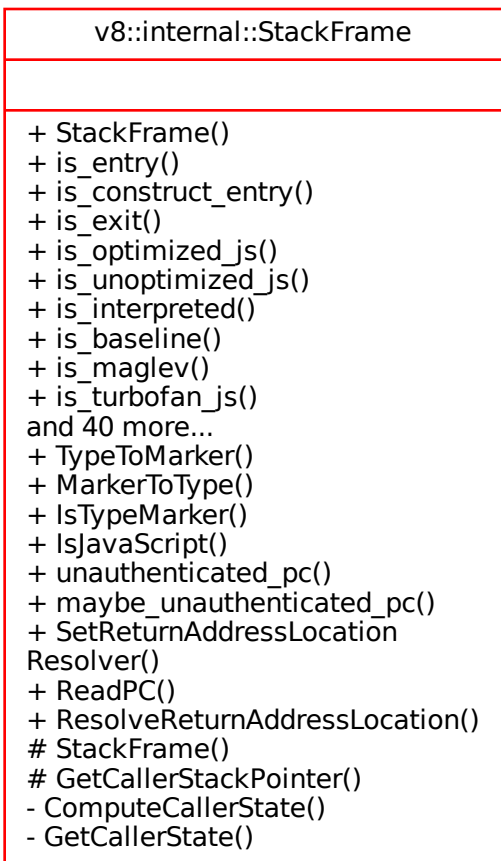 v8::internal::StackFrame
+ StackFrame()
+ is_entry()
+ is_construct_entry()
+ is_exit()
+ is_optimized_js()
+ is_unoptimized_js()
+ is_interpreted()
+ is_baseline()
+ is_maglev()
+ is_turbofan_js()
and 40 more...
+ TypeToMarker()
+ MarkerToType()
+ IsTypeMarker()
+ IsJavaScript()
+ unauthenticated_pc()
+ maybe_unauthenticated_pc()
+ SetReturnAddressLocation
Resolver()
+ ReadPC()
+ ResolveReturnAddressLocation()
# StackFrame()
# GetCallerStackPointer()
- ComputeCallerState()
- GetCallerState()